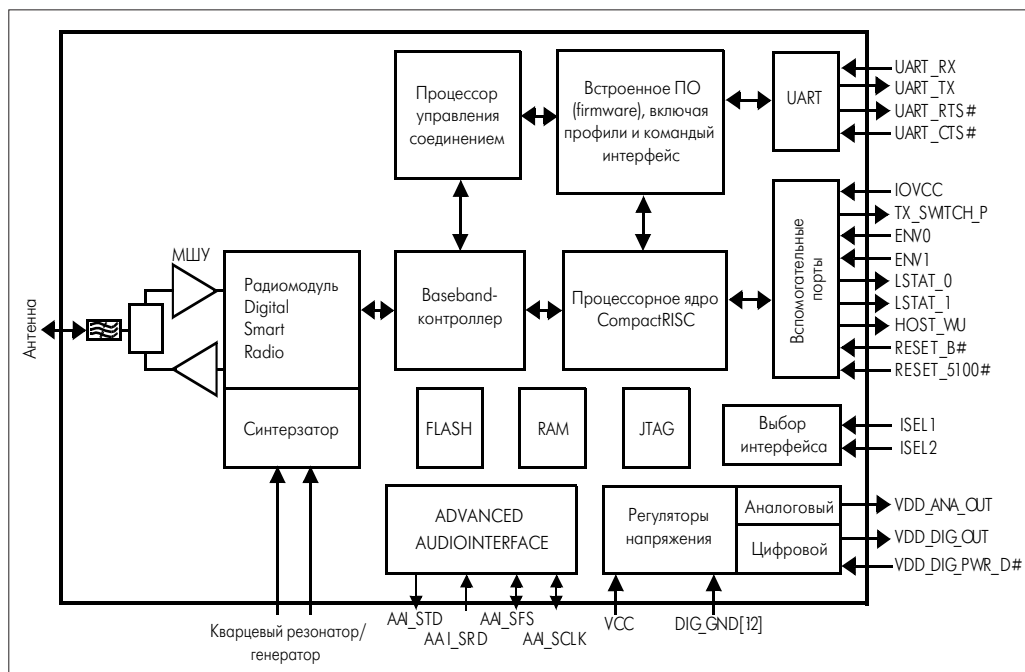 Процессор
управления
соединением
Встроенное ПО
(firmware), включая
профили и командый
интерфейс
UART
UART_RX
UART_TX
UART_RTS#
UART_CTS#
Антенна
МШУ
Радиомодуль
Digital
Smart
Radio
Синтерзатор
Baseband-
контроллер
Процессорное ядро
CompactRISC
Вспомогательные
порты
IOVCC
TX_SWITCH_P
ENV0
ENV1
LSTAT_0
LSTAT_1
HOST_WU
RESET_B#
RESET_5100#
FLASH
RAM
JTAG
Выбор
интерфейса
ISEL1
ISEL2
ADVANCED
AUDIOINTERFACE
Регуляторы
напряжения
Аналоговый
Цифровой
VDD_ANA_OUT
VDD_DIG_OUT
VDD_DIG_PWR_D#
Кварцевый резонатор/
генератор
AAI_STD
AAI_SRD
AAI_SFS
AAI_SCLK
VCC
DIG_GND[12]